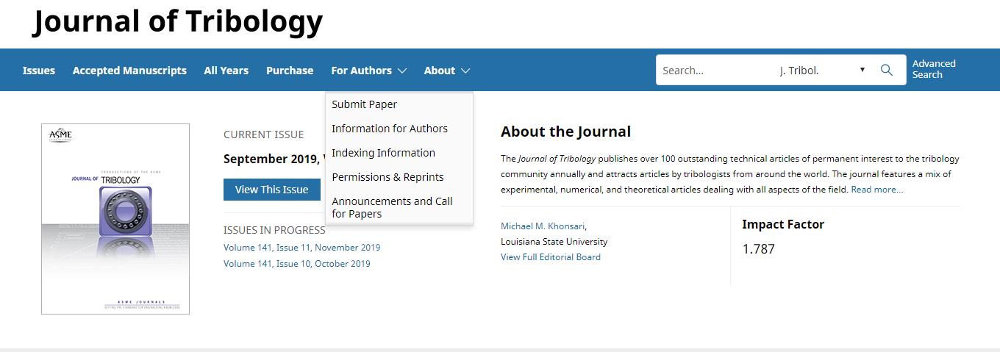 Journal of Tribology
Issues Accepted Manuscripts All Years Purchase For Authors About
Search... J. Tribol.
Advanced
Search
Submit Paper
Information for Authors
Indexing Information
Permissions & Reprints
Announcements and Call
for Papers
ASME
TRANSACTIONS OF THE ASME
JOURNAL OF TRIBOLOGY
ASME JOURNALS
SETTING THE STANDARD FOR ENGINEERING KNOWLEDGE
CURRENT ISSUE
September 2019,
View This Issue
ISSUES IN PROGRESS
Volume 141, Issue 11, November 2019
Volume 141, Issue 10, October 2019
About the Journal
The Journal of Tribology publishes over 100 outstanding technical articles of permanent interest to the tribology
community annually and attracts articles by tribologists from around the world. The journal features a mix of
experimental, numerical, and theoretical articles dealing with all aspects of the field. Read more...
Michael M. Khonsari,
Louisiana State University
View Full Editorial Board
Impact Factor
1.787